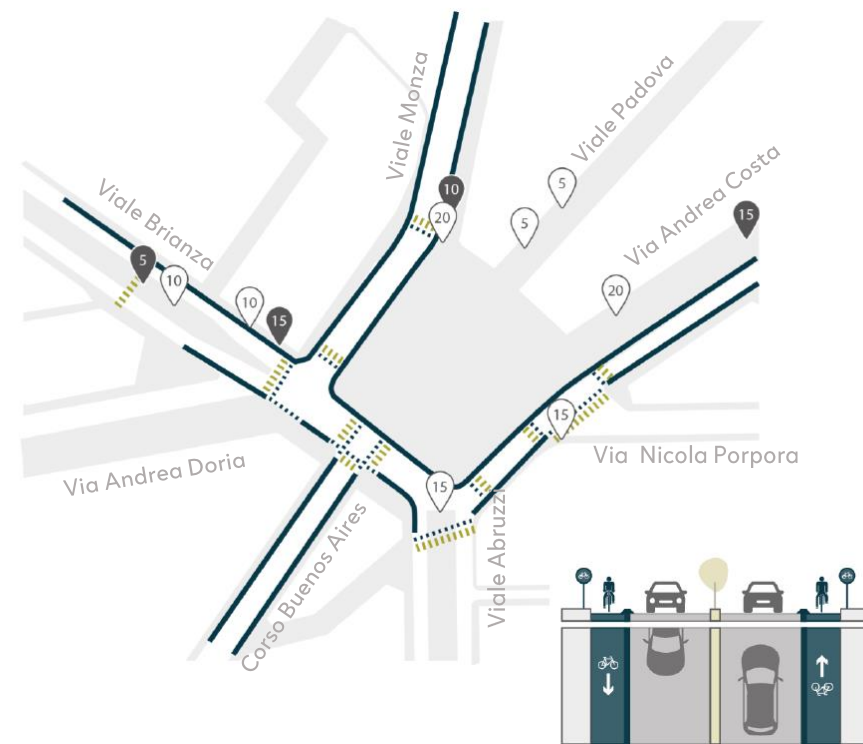 Viale Monza
Viale Padova
Via Andrea Costa
Viale Brianza
10
20
5
5
15
5
10
10
15
20
15
15
Via Andrea Doria
Via Nicola Porpora
Viale Abruzzi
Corso Buenos Aires